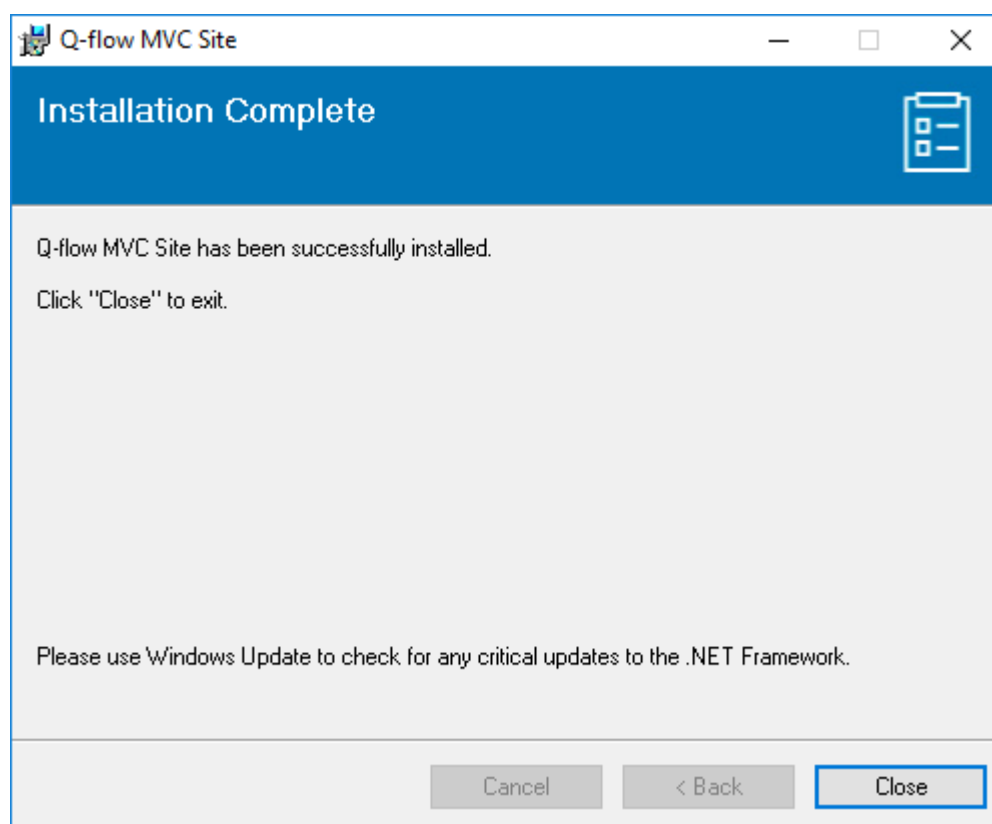 Q-flow MVC Site
Installation Complete
Q-flow MVC Site has been successfully installed.
Click "Close" to exit.
Please use Windows Update to check for any critical updates to the .NET Framework.
Cancel
< Back
Close